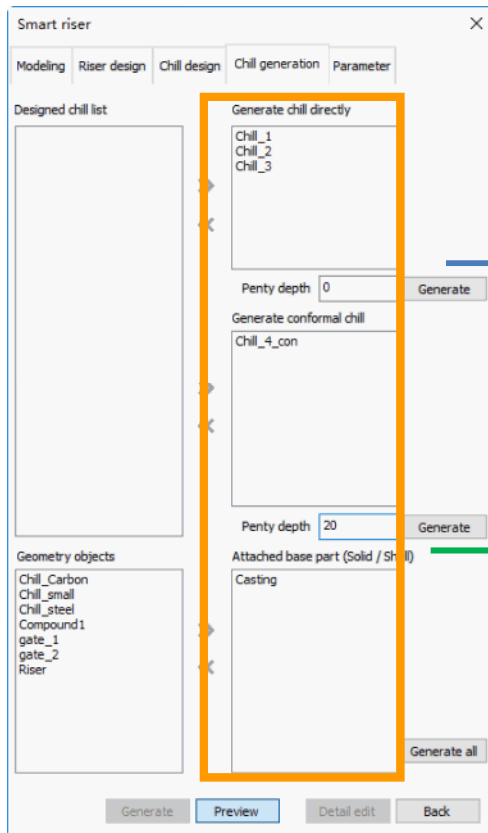 Smart riser
Modeling Riser design Chill design Chill generation Parameter
Designed chill list
Generate chill directly
Chill_1
Chill_2
Chill_3
Penty depth 0 Generate
Generate conformal chill
Chill_4_con
Penty depth 20 Generate
Geometry objects
Chill_Carbon
Chill_small
Chill_steel
Compound1
gate_1
gate_2
Riser
Attached base part (Solid / Shell)
Casting
Generate all
Generate Preview Detail edit Back